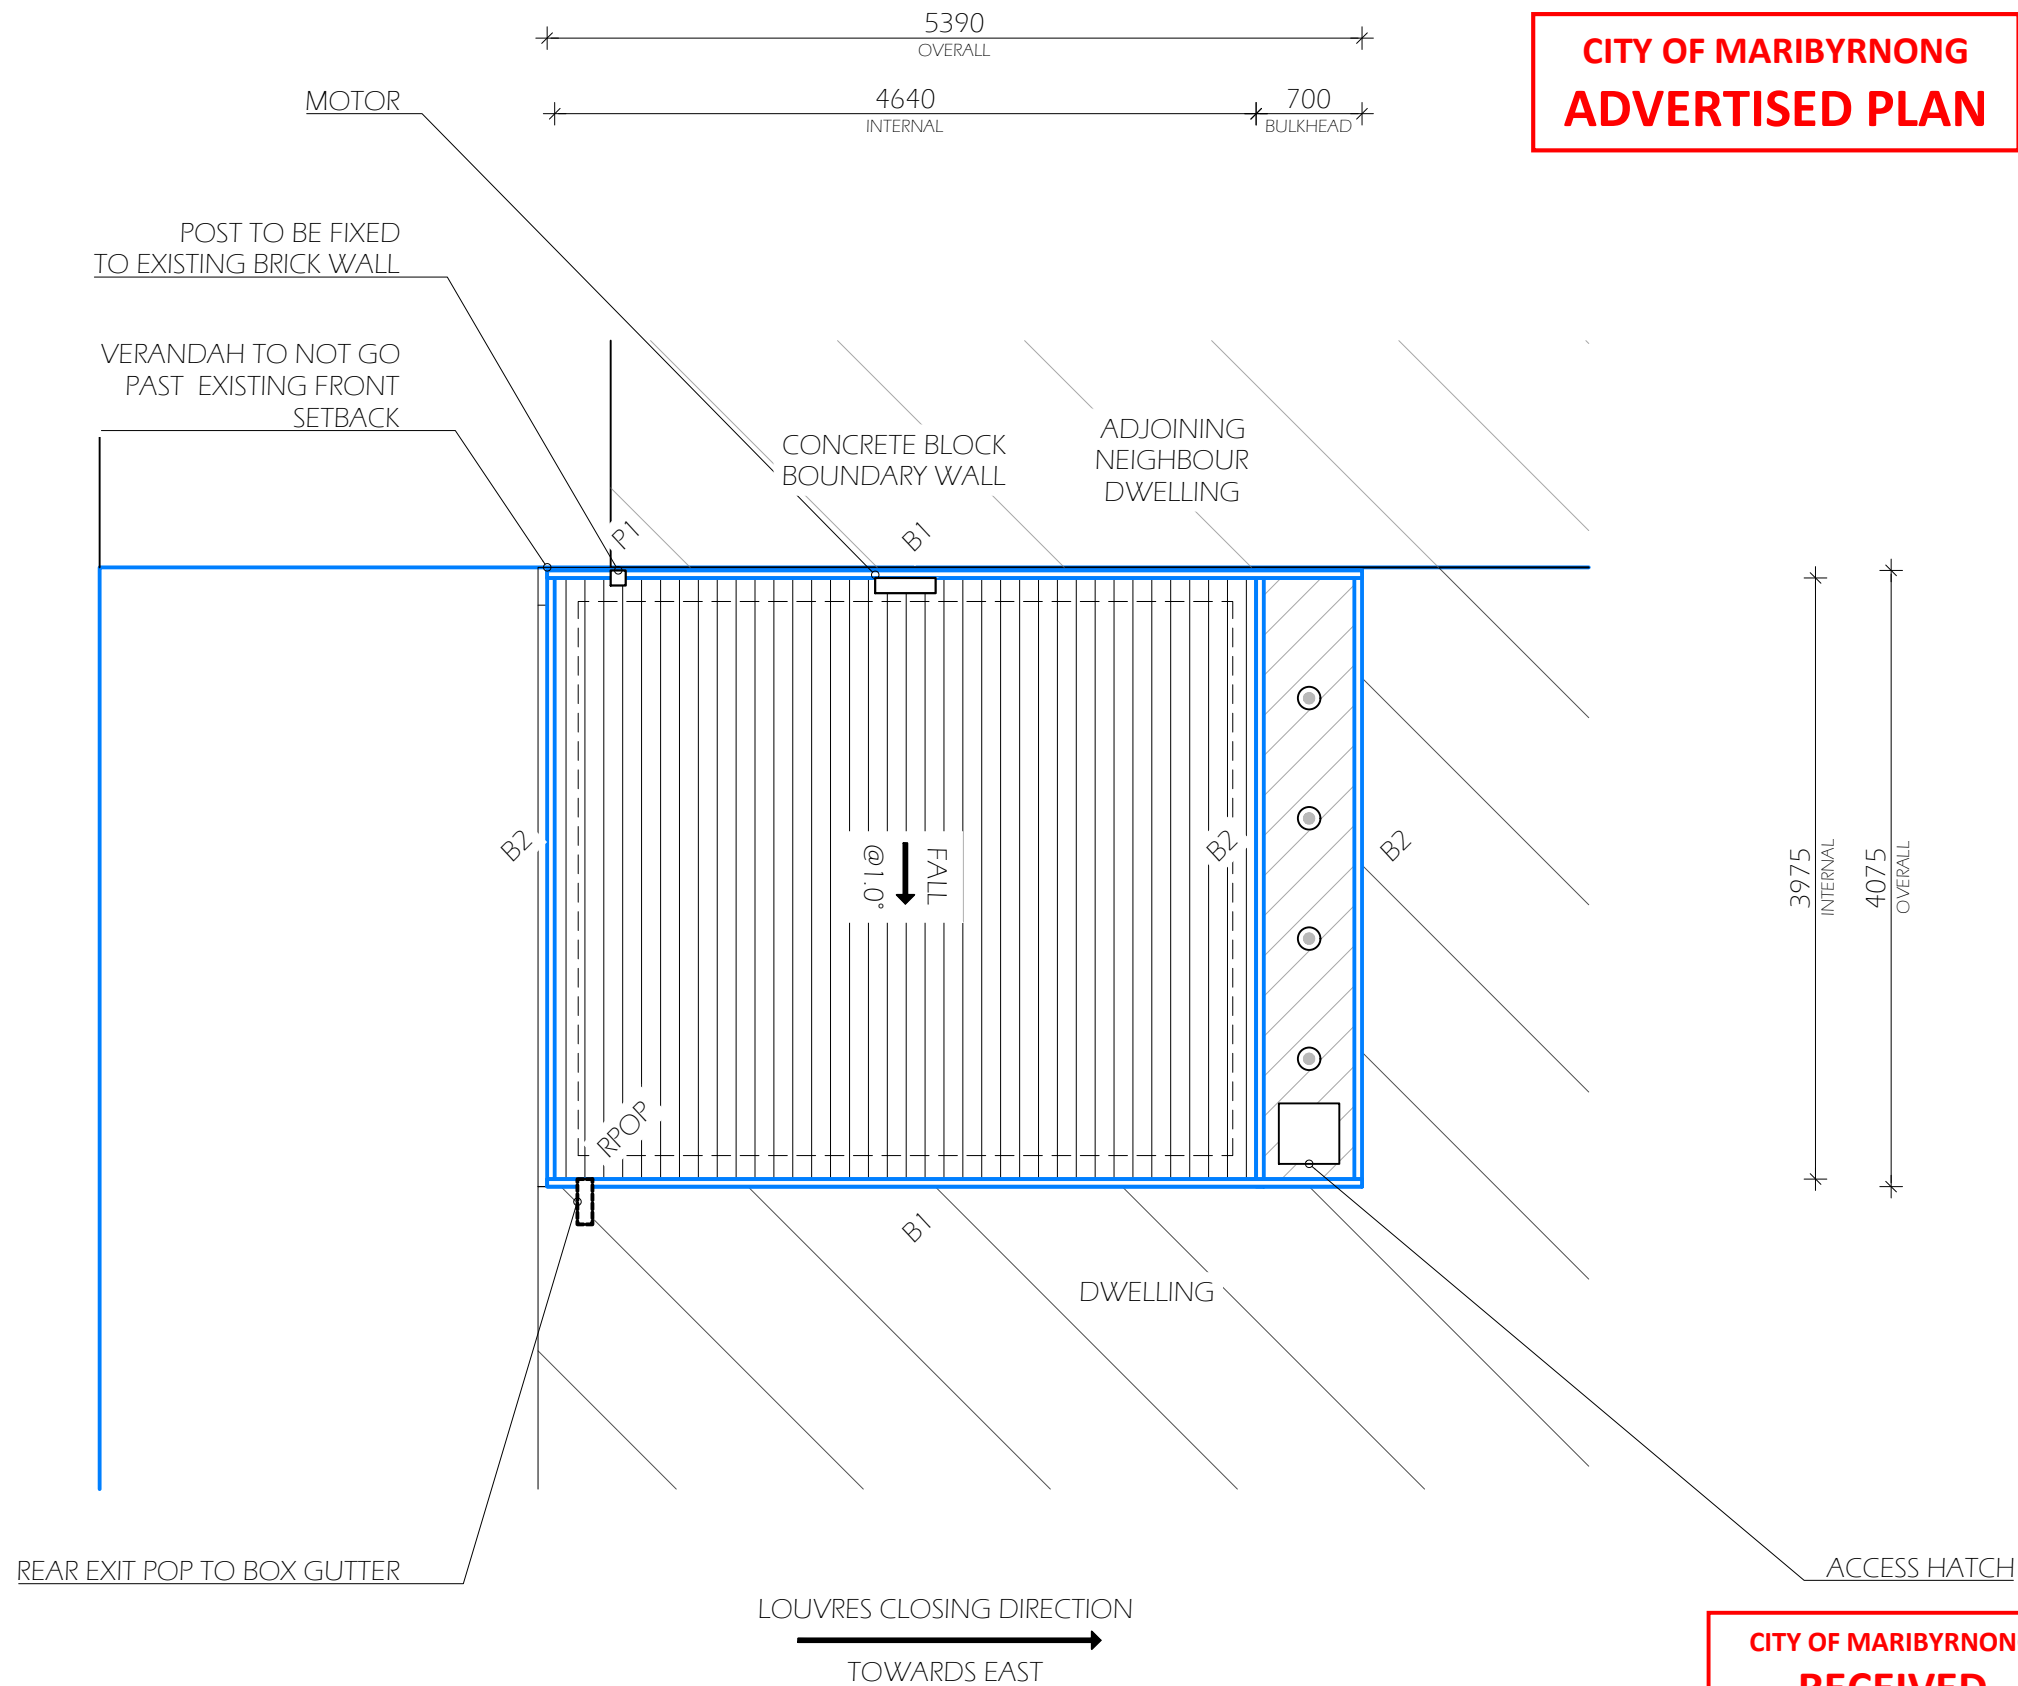 5390
OVERALL
CITY OF MARIBYRNONG
ADVERTISED PLAN
4640
INTERNAL
700
BULKHEAD
MOTOR
POST TO BE FIXED
TO EXISTING BRICK WALL
VERANDAH TO NOT GO
PAST EXISTING FRONT
SETBACK
CONCRETE BLOCK
BOUNDARY WALL
ADJOINING
NEIGHBOUR
DWELLING
P1
B1
B2
FALL
@1.0°
B2
B2
3975
INTERNAL
4075
OVERALL
RPOP
B1
DWELLING
REAR EXIT POP TO BOX GUTTER
ACCESS HATCH
LOUVRES CLOSING DIRECTION
TOWARDS EAST
CITY OF MARIBYRNON
RECEIVED